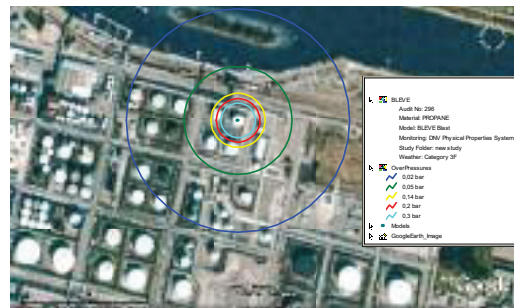 BLEVE
Audit No: 296
Material: PROPANE
Model: BLEVE Blast
Monitoring: DNV Physical Properties System
Study Folder: new study
Weather: Category 3F
OverPressures
0,02 bar
0,05 bar
0,14 bar
0,2 bar
0,3 bar
Models
GoogleEarth_Image